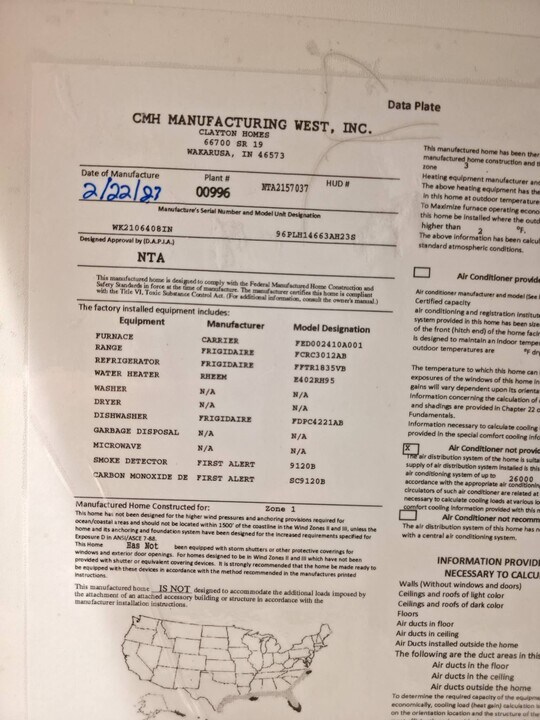 Data Plate
CMH MANUFACTURING WEST, INC.
CLAYTON HOMES
66700 SR 19
WAKARUSA, IN 46573
Date of Manufacture Plant # HUD #
2/22/23 00996 NTA2157037
Manufacture's Serial Number and Model Unit Designation
WK210640BIN 96PLH14663AH23S
Designed Approval by (D.A.P.I.A.)
NTA
This manufactured home is designed to comply with the Federal Manufactured Home Construction and
Safety Standards in force at the time of manufacture. The manufacturer certifies this home is compliant
with the Title VI, Toxic Substance Control Act. (For additional information, consult the owner's manual.)
The factory installed equipment includes:
Equipment Manufacturer Model Designation
FURNACE CARRIER FED002410A001
RANGE FRIGIDAIRE FCRC3012AB
REFRIGERATOR FRIGIDAIRE FFTR1835VB
WATER HEATER RHEEM E402RH95
WASHER N/A N/A
DRYER N/A N/A
DISHWASHER FRIGIDAIRE FDPC4221AB
GARBAGE DISPOSAL N/A N/A
MICROWAVE N/A N/A
SMOKE DETECTOR FIRST ALERT 9120B
CARBON MONOXIDE DE FIRST ALERT SC9120B
Manufactured Home Constructed for: Zone 1
This home has not been designed for the higher wind pressures and anchoring provisions required for
ocean/coastal areas and should not be located within 1500' of the coastline in the Wind Zones II and III, unless the
home and its anchoring and foundation system have been designed for the increased requirements specified for
Exposure D in ANSI/ASCE 7-88.
This Home Has Not been equipped with storm shutters or other protective coverings for
windows and exterior door openings. For homes designed to be in Wind Zones II and III which have not been
provided with shutter or equivalent covering devices. It is strongly recommended that the home be made ready to
be equipped with these devices in accordance with the method recommended in the manufactures printed
instructions.
This manufactured home IS NOT designed to accommodate the additional loads imposed by
the attachment of an attached accessory building or structure in accordance with the
manufacturer installation instructions.
This manufactured home has been ther
manufactured home construction and t
zone 3
Heating equipment manufacturer and
The above heating equipment has the
in this home at outdoor temperature
To Maximize furnace operating econo
this home be installed where the outd
higher than 2 °F.
The above information has been calcul
standard atmospheric conditions.
Air Conditioner provide
Air conditioner manufacturer and model (See l
Certified capacity
air conditioning and registration institute
system provided in this home has been size
of the front (hitch end) of the home facin
is designed to maintain an indoor tempe
outdoor temperatures are °F dry
The temperature to which this home can
exposures of the windows of this home in
gains will vary dependent upon its orienta
Information concerning the calculation of
and shadings are provided in Chapter 22 o
Fundamentals.
Information necessary to calculate cooling
provided in the special comfort cooling info
X Air Conditioner not provid
The air distribution system of the home is suita
supply of air distribution system installed is this
air conditioning system of up to 26000
accordance with the appropriate air conditionin
circulators of such air conditioner are related at
necessary to calculate cooling loads at various lo
comfort cooling information provided with this
Air Conditioner not recomm
The air distribution system of this home has n
with a central air conditioning system.
INFORMATION PROVID
NECESSARY TO CALCU
Walls (Without windows and doors)
Ceilings and roofs of light color
Ceilings and roofs of dark color
Floors
Air ducts in floor
Air ducts in ceiling
Air Ducts installed outside the home
The following are the duct areas in this
Air ducts in the floor
Air ducts in the ceiling
Air ducts outside the home
To determine the required capacity of the equipme
economically, cooling load (heat gain) calculation is
on the orientation location and the structure of the